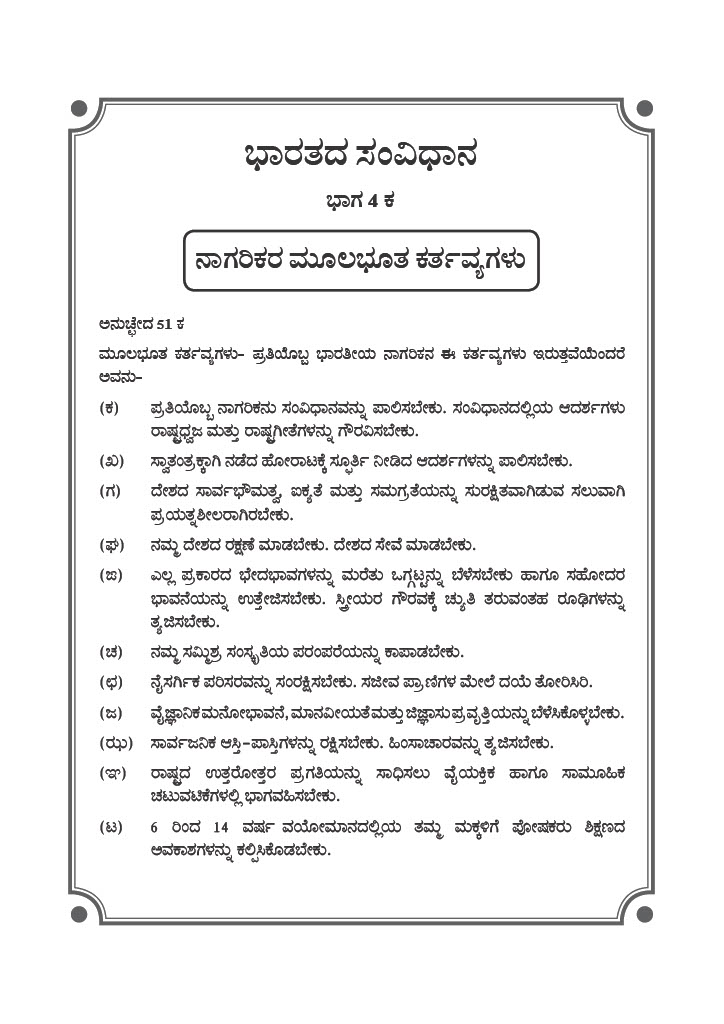 ಭಾರತದ ಸಂವಿಧಾನ
ಭಾಗ 4 ಕ
ನಾಗರಿಕರ ಮೂಲಭೂತ ಕರ್ತವ್ಯಗಳು
ಅನುಚ್ಛೇದ 51 ಕ
ಮೂಲಭೂತ ಕರ್ತವ್ಯಗಳು- ಪ್ರತಿಯೊಬ್ಬ ಭಾರತೀಯ ನಾಗರಿಕನ ಈ ಕರ್ತವ್ಯಗಳು ಇರುತ್ತವೆಯೆಂದರೆ
ಅವನು-
(ಕ) ಪ್ರತಿಯೊಬ್ಬ ನಾಗರಿಕನು ಸಂವಿಧಾನವನ್ನು ಪಾಲಿಸಬೇಕು. ಸಂವಿಧಾನದಲ್ಲಿಯ ಆದರ್ಶಗಳು
ರಾಷ್ಟ್ರಧ್ವಜ ಮತ್ತು ರಾಷ್ಟ್ರಗೀತೆಗಳನ್ನು ಗೌರವಿಸಬೇಕು.
(ಖ) ಸ್ವಾತಂತ್ರ್ಯಕ್ಕಾಗಿ ನಡೆದ ಹೋರಾಟಕ್ಕೆ ಸ್ಫೂರ್ತಿ ನೀಡಿದ ಆದರ್ಶಗಳನ್ನು ಪಾಲಿಸಬೇಕು.
(ಗ) ದೇಶದ ಸಾರ್ವಭೌಮತ್ವ, ಐಕ್ಯತೆ ಮತ್ತು ಸಮಗ್ರತೆಯನ್ನು ಸುರಕ್ಷಿತವಾಗಿಡುವ ಸಲುವಾಗಿ
ಪ್ರಯತ್ನಶೀಲರಾಗಿರಬೇಕು.
(ಘ) ನಮ್ಮ ದೇಶದ ರಕ್ಷಣೆ ಮಾಡಬೇಕು. ದೇಶದ ಸೇವೆ ಮಾಡಬೇಕು.
(ಙ) ಎಲ್ಲ ಪ್ರಕಾರದ ಭೇದಭಾವಗಳನ್ನು ಮರೆತು ಒಗ್ಗಟ್ಟನ್ನು ಬೆಳೆಸಬೇಕು ಹಾಗೂ ಸಹೋದರ
ಭಾವನೆಯನ್ನು ಉತ್ತೇಜಿಸಬೇಕು. ಸ್ತ್ರೀಯರ ಗೌರವಕ್ಕೆ ಚ್ಯುತಿ ತರುವಂತಹ ರೂಢಿಗಳನ್ನು
ತ್ಯಜಿಸಬೇಕು.
(ಚ) ನಮ್ಮ ಸಮ್ಮಿಶ್ರ ಸಂಸ್ಕೃತಿಯ ಪರಂಪರೆಯನ್ನು ಕಾಪಾಡಬೇಕು.
(ಛ) ನೈಸರ್ಗಿಕ ಪರಿಸರವನ್ನು ಸಂರಕ್ಷಿಸಬೇಕು. ಸಜೀವ ಪ್ರಾಣಿಗಳ ಮೇಲೆ ದಯೆ ತೋರಿಸಿರಿ.
(ಜ) ವೈಜ್ಞಾನಿಕ ಮನೋಭಾವನೆ, ಮಾನವೀಯತೆ ಮತ್ತು ಜಿಜ್ಞಾಸು ಪ್ರವೃತ್ತಿಯನ್ನು ಬೆಳೆಸಿಕೊಳ್ಳಬೇಕು.
(ಝ) ಸಾರ್ವಜನಿಕ ಆಸ್ತಿ-ಪಾಸ್ತಿಗಳನ್ನು ರಕ್ಷಿಸಬೇಕು. ಹಿಂಸಾಚಾರವನ್ನು ತ್ಯಜಿಸಬೇಕು.
(ಞ) ರಾಷ್ಟ್ರದ ಉತ್ತರೋತ್ತರ ಪ್ರಗತಿಯನ್ನು ಸಾಧಿಸಲು ವೈಯಕ್ತಿಕ ಹಾಗೂ ಸಾಮೂಹಿಕ
ಚಟುವಟಿಕೆಗಳಲ್ಲಿ ಭಾಗವಹಿಸಬೇಕು.
(ಟ) 6 ರಿಂದ 14 ವರ್ಷ ವಯೋಮಾನದಲ್ಲಿಯ ತಮ್ಮ ಮಕ್ಕಳಿಗೆ ಪೋಷಕರು ಶಿಕ್ಷಣದ
ಅವಕಾಶಗಳನ್ನು ಕಲ್ಪಿಸಿಕೊಡಬೇಕು.